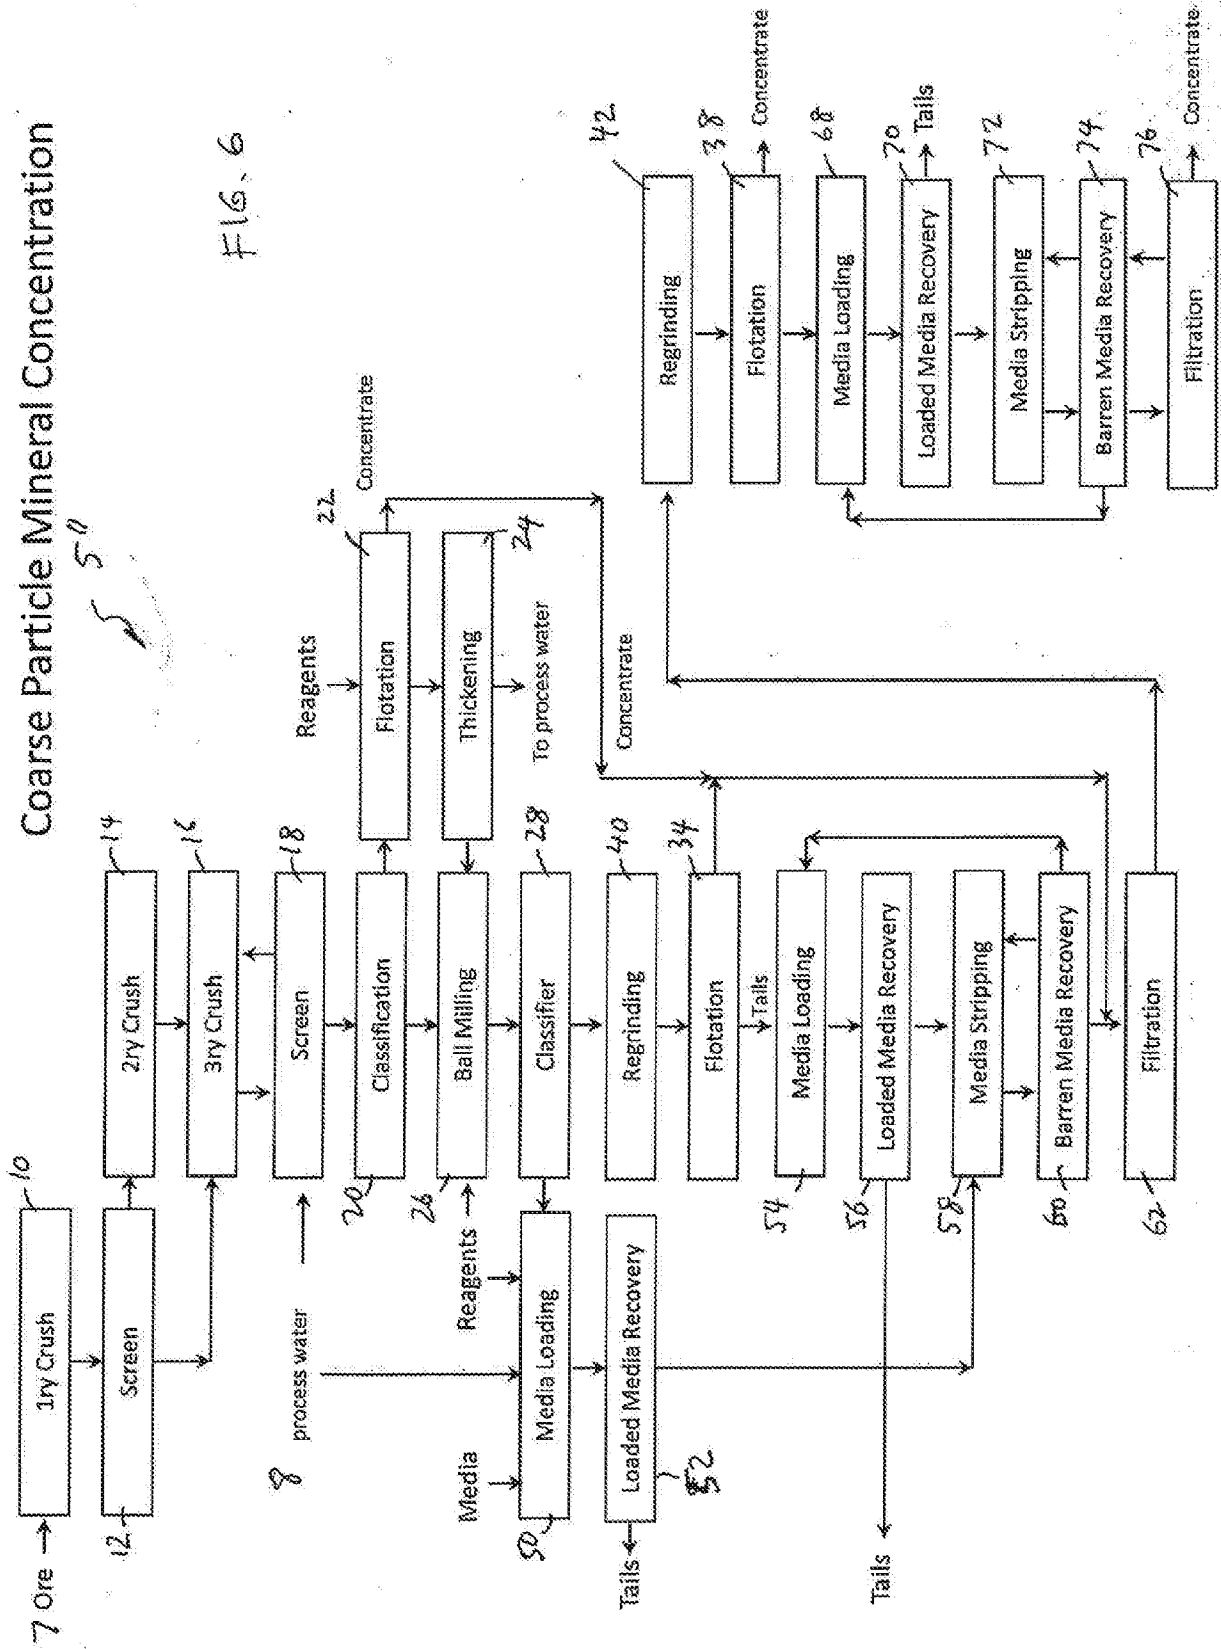 Coarse Particle Mineral Concentration
5"
FIG. 6
7 Ore
1ry Crush
10
Screen
12
2ry Crush
14
3ry Crush
16
8
process water
Screen
18
Classification
20
Reagents
Flotation
22
Concentrate
Thickening
24
To process water
Reagents
Ball Milling
26
Classifier
28
Media
Reagents
Media Loading
50
Loaded Media Recovery
52
Tails
Regrinding
40
Flotation
34
Concentrate
Tails
Media Loading
54
Loaded Media Recovery
56
Tails
Media Stripping
58
Barren Media Recovery
60
Filtration
62
Regrinding
42
Flotation
38
Concentrate
Media Loading
68
Loaded Media Recovery
70
Tails
Media Stripping
72
Barren Media Recovery
74
Filtration
76
Concentrate